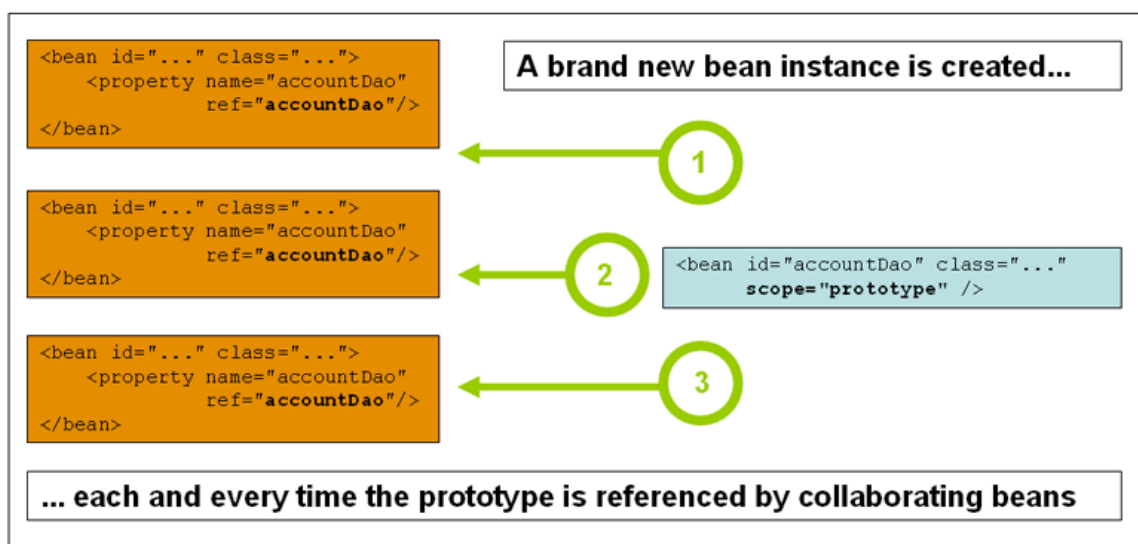 <bean id="..." class="...">
    <property name="accountDao"
              ref="accountDao"/>
</bean>
A brand new bean instance is created...
1
<bean id="..." class="...">
    <property name="accountDao"
              ref="accountDao"/>
</bean>
2
<bean id="accountDao" class="..."
      scope="prototype" />
<bean id="..." class="...">
    <property name="accountDao"
              ref="accountDao"/>
</bean>
3
... each and every time the prototype is referenced by collaborating beans